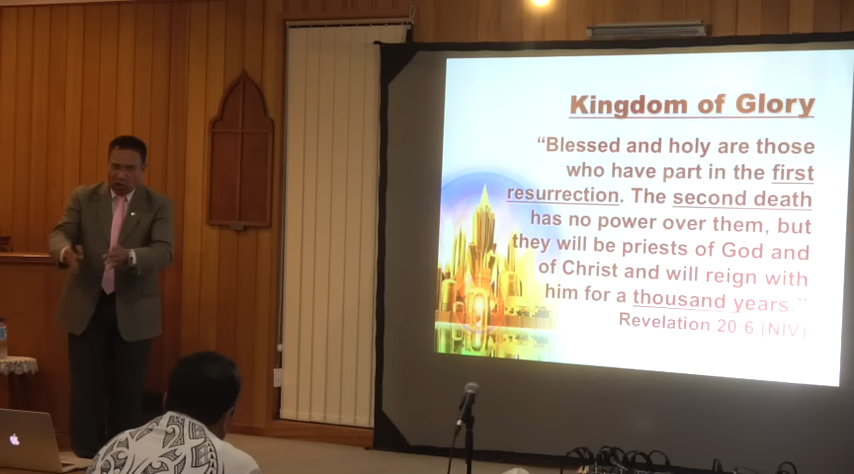 Kingdom of Glory
“Blessed and holy are those
who have part in the first
resurrection. The second death
has no power over them, but
they will be priests of God and
of Christ and will reign with
him for a thousand years.”
Revelation 20:6 (NIV)